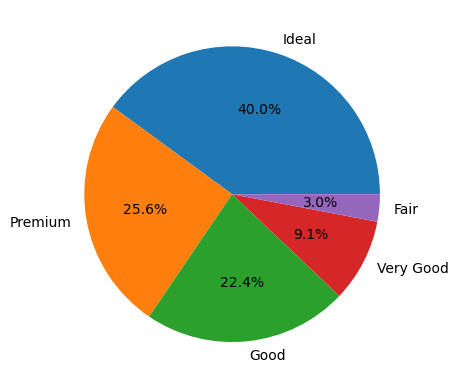 Ideal
40.0%
Premium
25.6%
Good
22.4%
Very Good
9.1%
Fair
3.0%